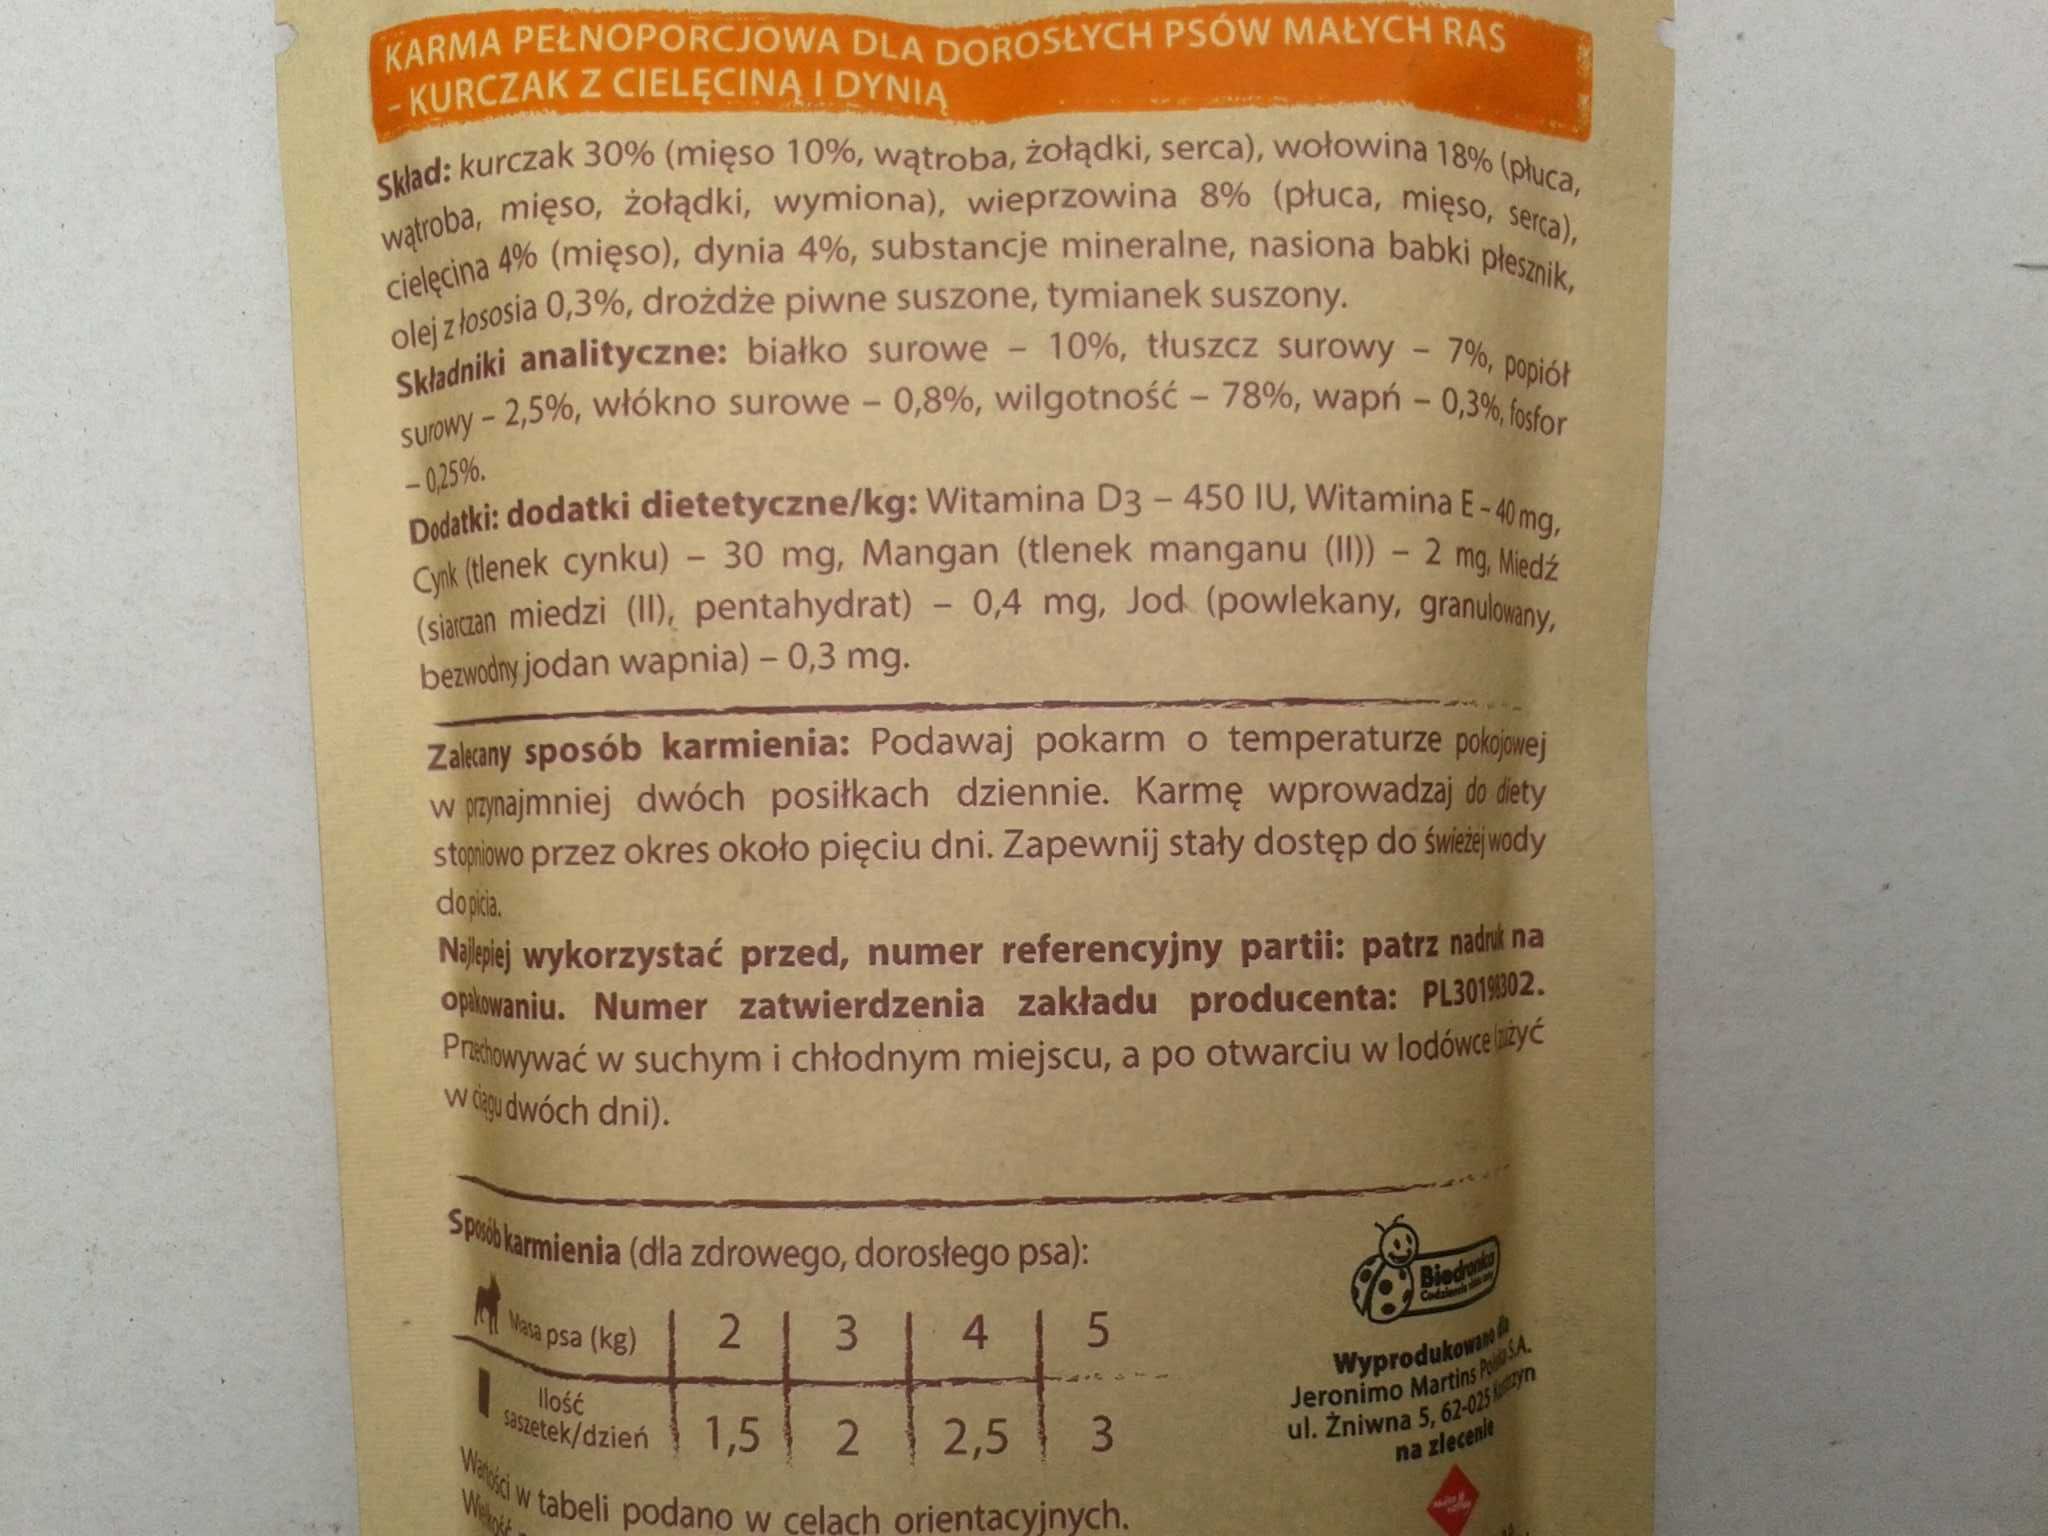 KARMA PEŁNOPORCJOWA DLA DOROSŁYCH PSÓW MAŁYCH RAS
– KURCZAK Z CIELĘCINĄ I DYNIĄ
Skład: kurczak 30% (mięso 10%, wątroba, żołądki, serca), wołowina 18% (płuca,
wątroba, mięso, żołądki, wymiona), wieprzowina 8% (płuca, mięso, serca),
cielęcina 4% (mięso), dynia 4%, substancje mineralne, nasiona babki płesznik,
olej z łososia 0,3%, drożdże piwne suszone, tymianek suszony.
Składniki analityczne: białko surowe – 10%, tłuszcz surowy – 7%, popiół
surowy – 2,5%, włókno surowe – 0,8%, wilgotność – 78%, wapń – 0,3%, fosfor
– 0,25%.
Dodatki: dodatki dietetyczne/kg: Witamina D3 – 450 IU, Witamina E – 40 mg,
Cynk (tlenek cynku) – 30 mg, Mangan (tlenek manganu (II)) – 2 mg, Miedź
(siarczan miedzi (II), pentahydrat) – 0,4 mg, Jod (powlekany, granulowany,
bezwodny jodan wapnia) – 0,3 mg.
Zalecany sposób karmienia: Podawaj pokarm o temperaturze pokojowej
w przynajmniej dwóch posiłkach dziennie. Karmę wprowadzaj do diety
stopniowo przez okres około pięciu dni. Zapewnij stały dostęp do świeżej wody
do picia.
Najlepiej wykorzystać przed, numer referencyjny partii: patrz nadruk na
opakowaniu. Numer zatwierdzenia zakładu producenta: PL30198302.
Przechowywać w suchym i chłodnym miejscu, a po otwarciu w lodówce (zużyć
w ciągu dwóch dni).
Sposób karmienia (dla zdrowego, dorosłego psa):
Masa psa (kg) 2 3 4 5
Ilość
saszetek/dzień 1,5 2 2,5 3
Wartości w tabeli podano w celach orientacyjnych.
Wielkość
Biedronka
Codziennie niskie ceny
Wyprodukowano dla
Jeronimo Martins Polska S.A.
ul. Żniwna 5, 62-025 Kostrzyn
na zlecenie